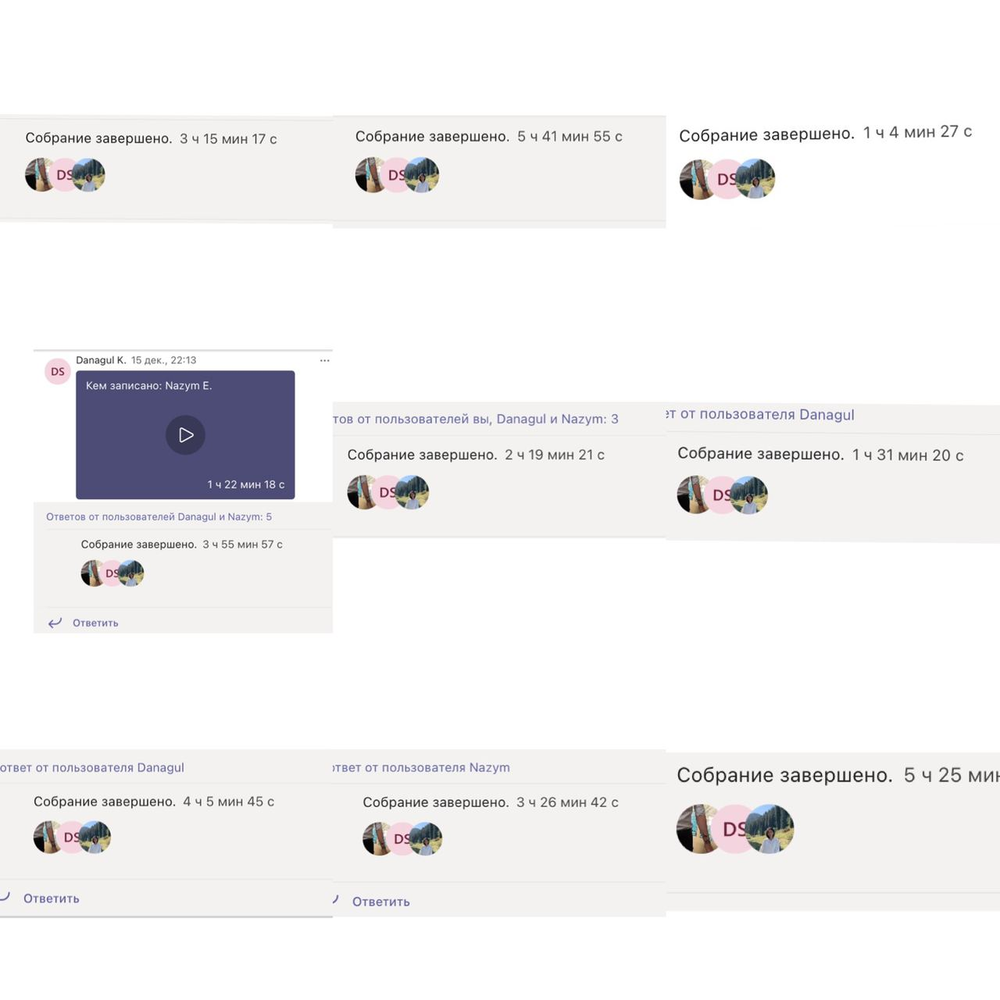 Собрание завершено. 3 ч 15 мин 17 с
DS
Собрание завершено. 5 ч 41 мин 55 с
DS
Собрание завершено. 1 ч 4 мин 27 с
DS
DS
Danagul K. 15 дек., 22:13
...
Кем записано: Nazym E.
1 ч 22 мин 18 с
Ответов от пользователей Danagul и Nazym: 5
Собрание завершено. 3 ч 55 мин 57 с
DS
Ответить
тов от пользователей вы, Danagul и Nazym: 3
Собрание завершено. 2 ч 19 мин 21 с
DS
ет от пользователя Danagul
Собрание завершено. 1 ч 31 мин 20 с
DS
ответ от пользователя Danagul
Собрание завершено. 4 ч 5 мин 45 с
DS
Ответить
ответ от пользователя Nazym
Собрание завершено. 3 ч 26 мин 42 с
DS
Ответить
Собрание завершено. 5 ч 25 мин
DS